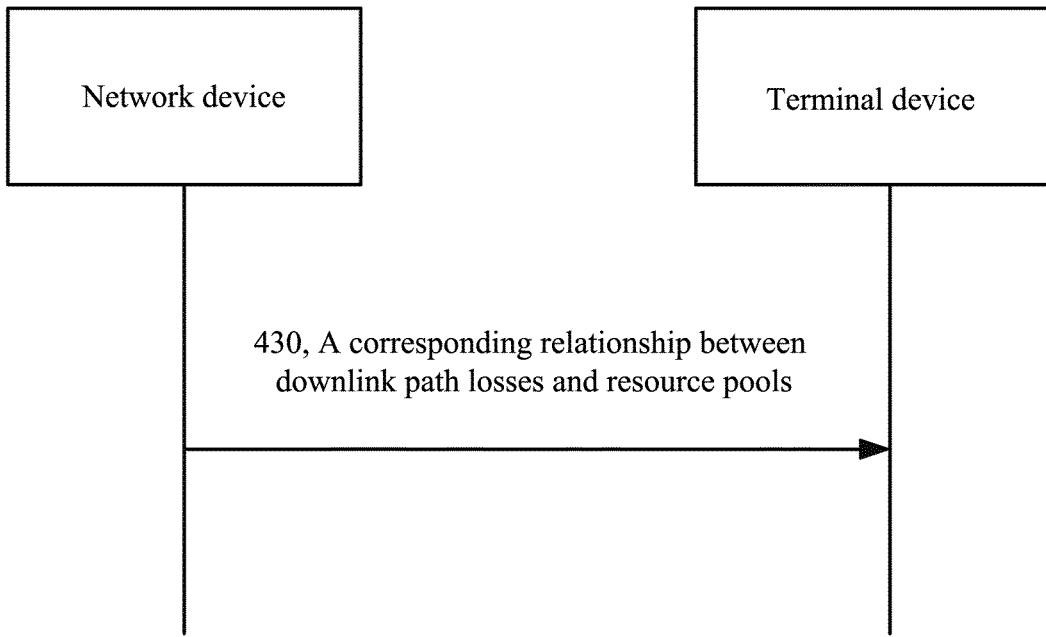 Network device
Terminal device
430, A corresponding relationship between
downlink path losses and resource pools